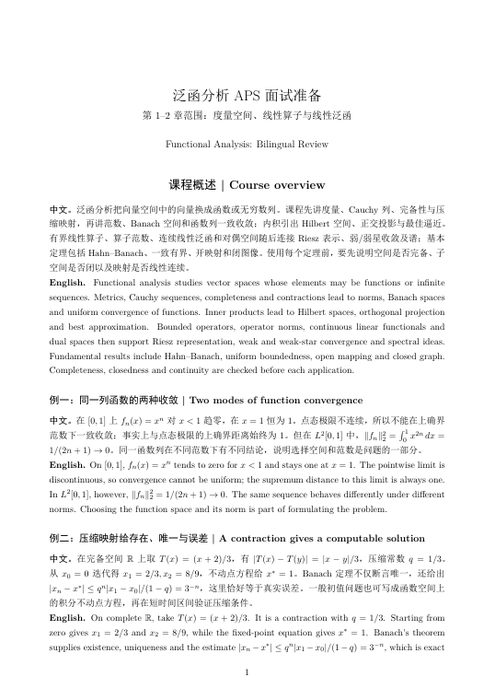 泛函分析 APS 面试准备
第 1–2 章范围：度量空间、线性算子与线性泛函
Functional Analysis: Bilingual Review
课程概述 | Course overview
中文。泛函分析把向量空间中的向量换成函数或无穷数列。课程先讲度量、Cauchy 列、完备性与压
缩映射，再讲范数、Banach 空间和函数列一致收敛；内积引出 Hilbert 空间、正交投影与最佳逼近。
有界线性算子、算子范数、连续线性泛函和对偶空间随后连接 Riesz 表示、弱/弱星收敛及谱；基本
定理包括 Hahn–Banach、一致有界、开映射和闭图像。使用每个定理前，要先说明空间是否完备、子
空间是否闭以及映射是否线性连续。
English. Functional analysis studies vector spaces whose elements may be functions or infinite
sequences. Metrics, Cauchy sequences, completeness and contractions lead to norms, Banach spaces
and uniform convergence of functions. Inner products lead to Hilbert spaces, orthogonal projection
and best approximation. Bounded operators, operator norms, continuous linear functionals and
dual spaces then support Riesz representation, weak and weak-star convergence and spectral ideas.
Fundamental results include Hahn–Banach, uniform boundedness, open mapping and closed graph.
Completeness, closedness and continuity are checked before each application.
例一：同一列函数的两种收敛 | Two modes of function convergence
中文。在 [0, 1] 上 fₙ(x) = xⁿ 对 x < 1 趋零，在 x = 1 恒为 1，点态极限不连续，所以不能在上确界
范数下一致收敛；事实上与点态极限的上确界距离始终为 1。但在 L²[0, 1] 中，‖fₙ‖₂² = ∫₀¹ x²ⁿ dx =
1/(2n + 1) → 0。同一函数列在不同范数下有不同结论，说明选择空间和范数是问题的一部分。
English. On [0, 1], fₙ(x) = xⁿ tends to zero for x < 1 and stays one at x = 1. The pointwise limit is
discontinuous, so convergence cannot be uniform; the supremum distance to this limit is always one.
In L²[0, 1], however, ‖fₙ‖₂² = 1/(2n + 1) → 0. The same sequence behaves differently under different
norms. Choosing the function space and its norm is part of formulating the problem.
例二：压缩映射给存在、唯一与误差 | A contraction gives a computable solution
中文。在完备空间 ℝ 上取 T(x) = (x + 2)/3，有 |T(x) − T(y)| = |x − y|/3，压缩常数 q = 1/3。
从 x₀ = 0 迭代得 x₁ = 2/3, x₂ = 8/9，不动点方程给 x* = 1。Banach 定理不仅断言唯一，还给出
|xₙ − x*| ≤ qⁿ|x₁ − x₀|/(1 − q) = 3⁻ⁿ，这里恰好等于真实误差。一般初值问题也可写成函数空间上
的积分不动点方程，再在短时间区间验证压缩条件。
English. On complete ℝ, take T(x) = (x + 2)/3. It is a contraction with q = 1/3. Starting from
zero gives x₁ = 2/3 and x₂ = 8/9, while the fixed-point equation gives x* = 1. Banach's theorem
supplies existence, uniqueness and the estimate |xₙ − x*| ≤ qⁿ|x₁ − x₀|/(1 − q) = 3⁻ⁿ, which is exact
1